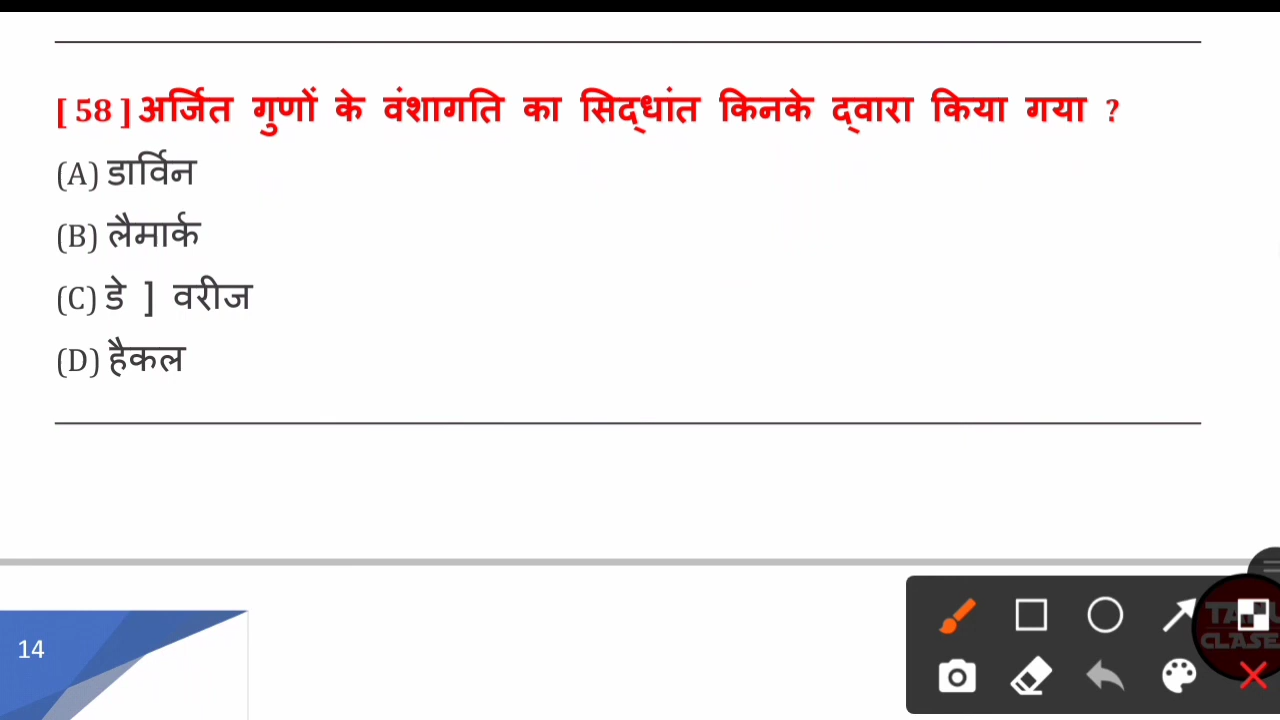 [ 58 ] अर्जित गुणों के वंशागति का सिद्धांत किनके द्वारा किया गया ?
(A) डार्विन
(B) लैमार्क
(C) डे ] वरीज
(D) हैकल
14